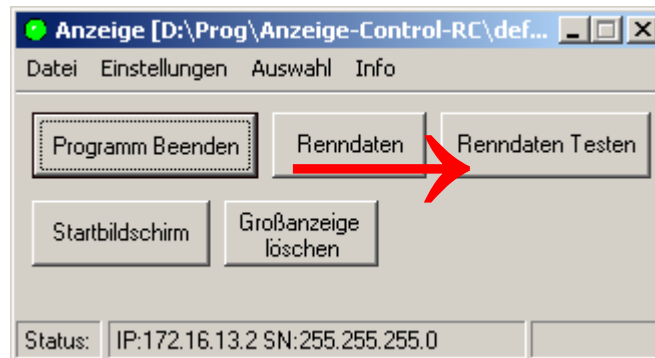 Anzeige [D:\Prog\Anzeige-Control-RC\def...
Datei Einstellungen Auswahl Info
Programm Beenden
Renndaten
Renndaten Testen
Startbildschirm
Großanzeige
löschen
Status: IP:172.16.13.2 SN:255.255.255.0